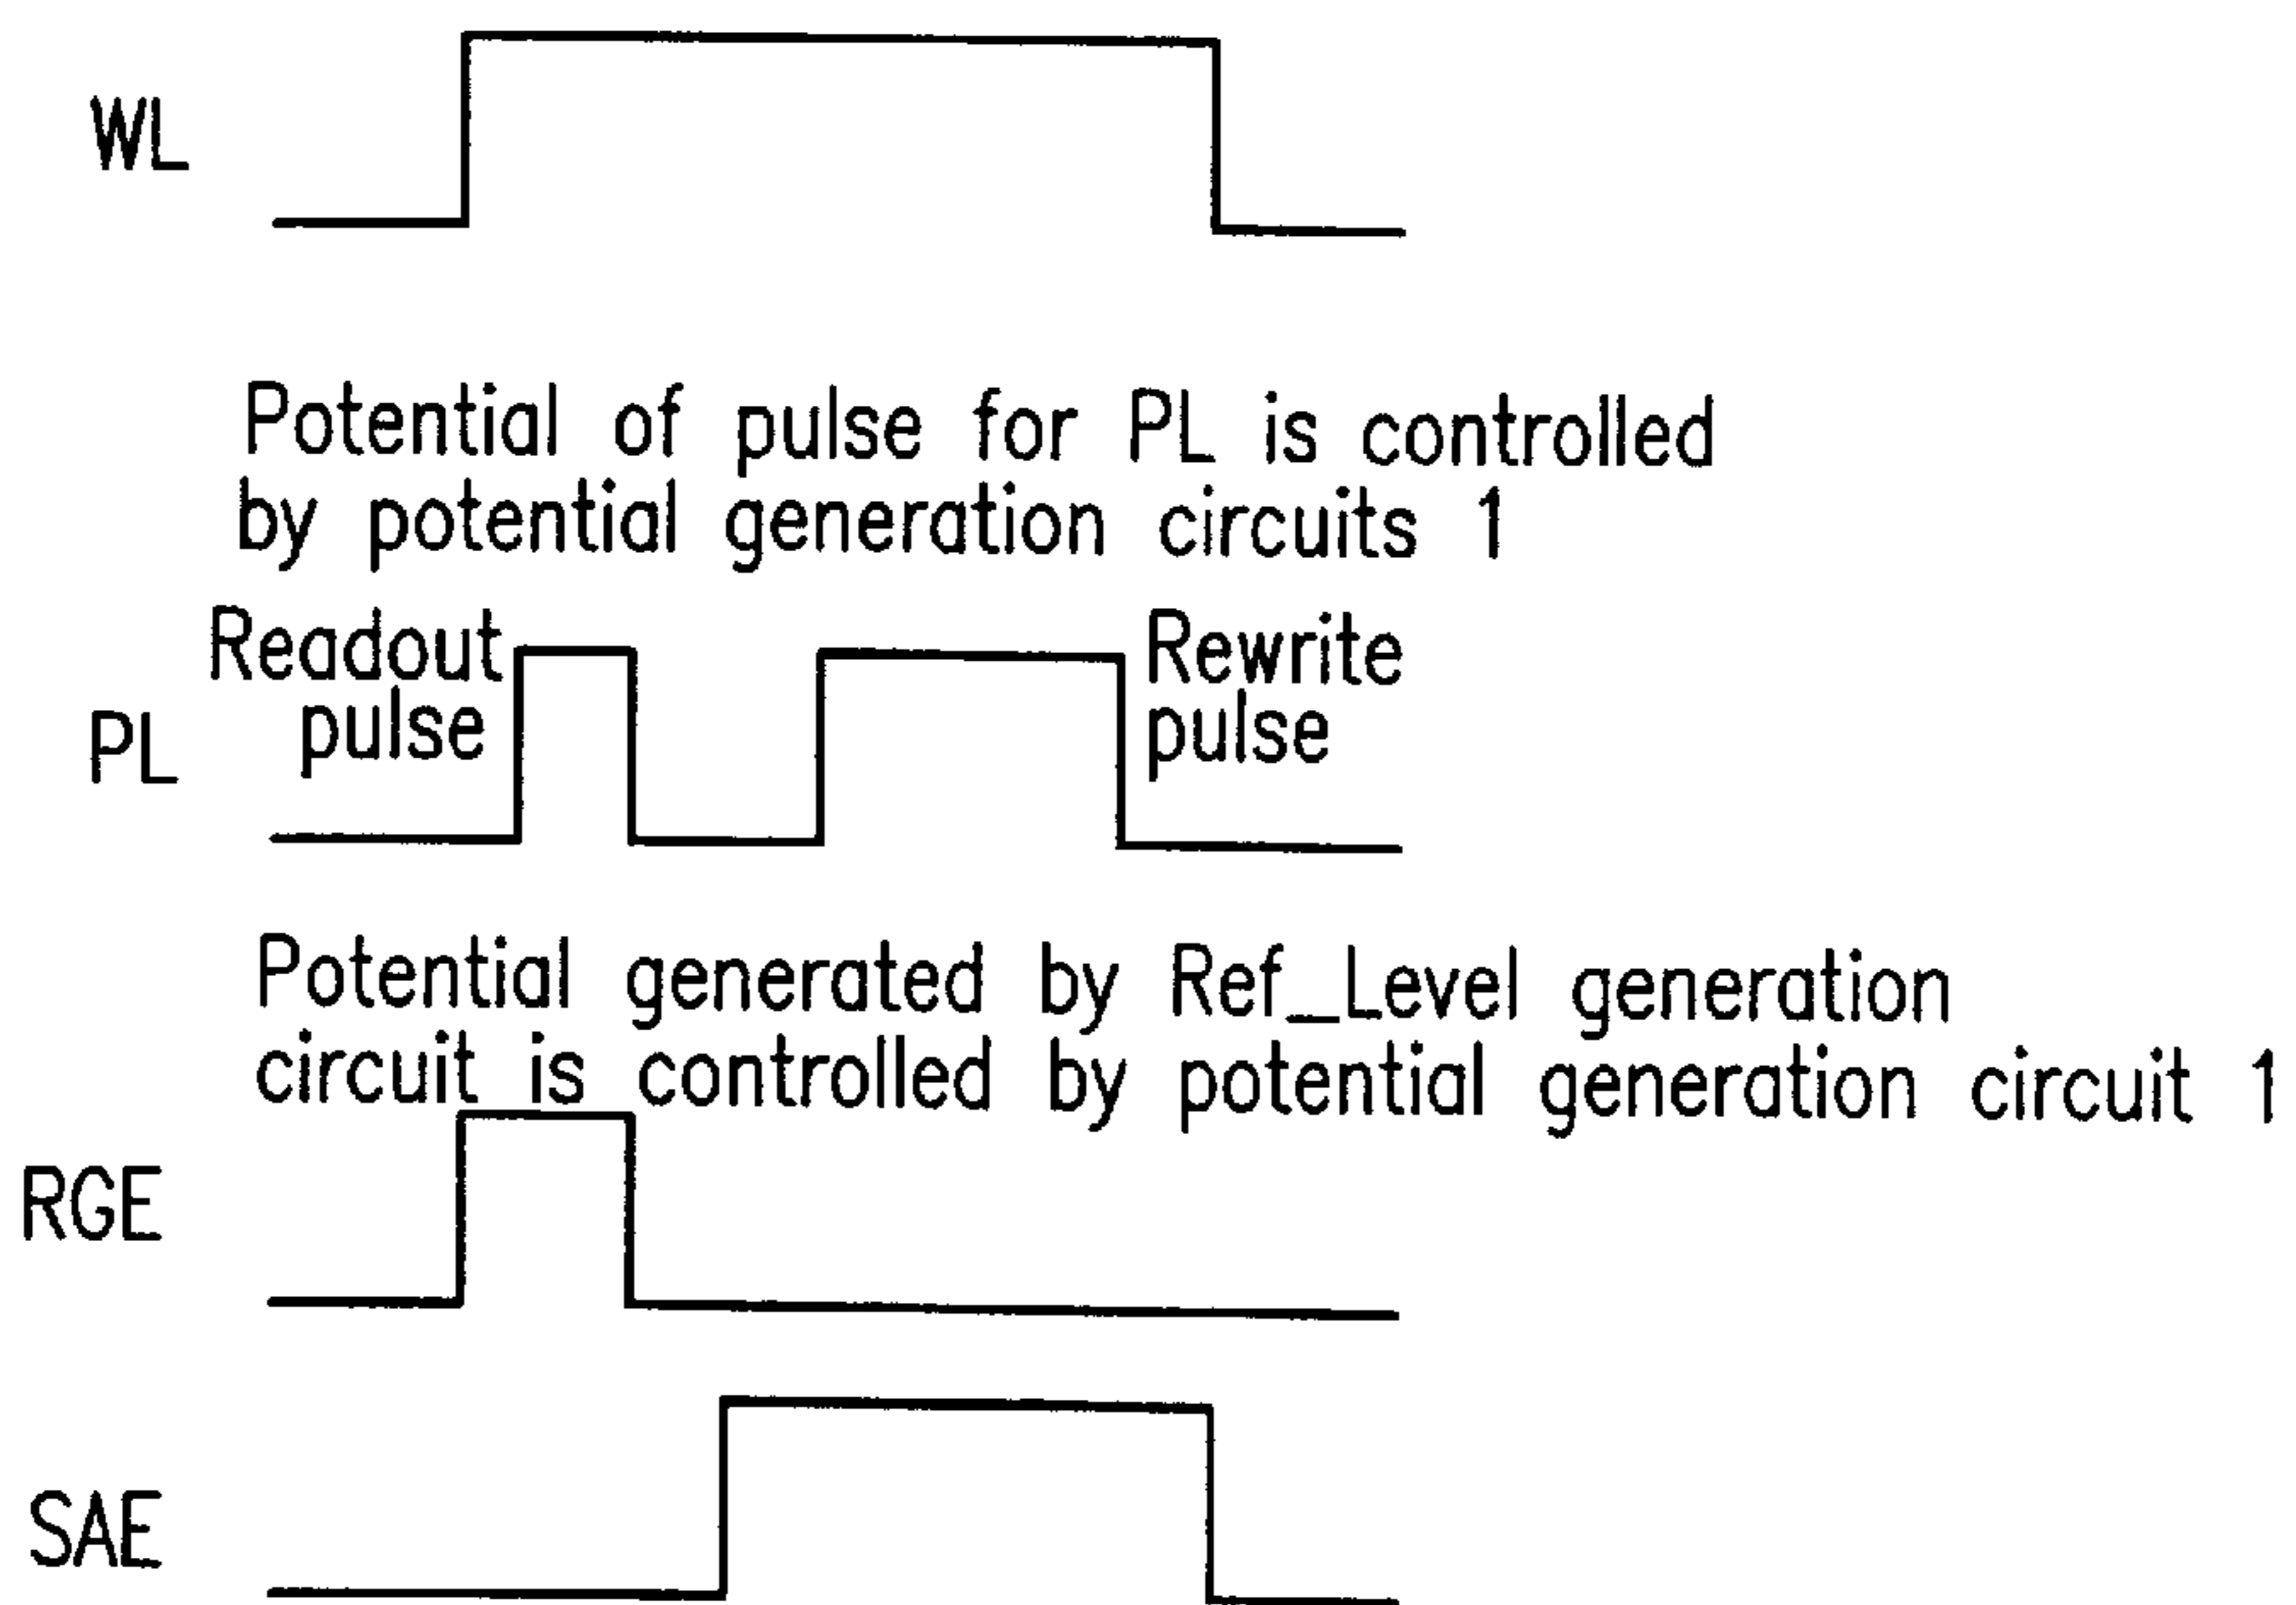 WL
Potential of pulse for PL is controlled
by potential generation circuits 1
Readout
pulse
Rewrite
pulse
PL
Potential generated by Ref_Level generation
circuit is controlled by potential generation circuit 1
RGE
SAE